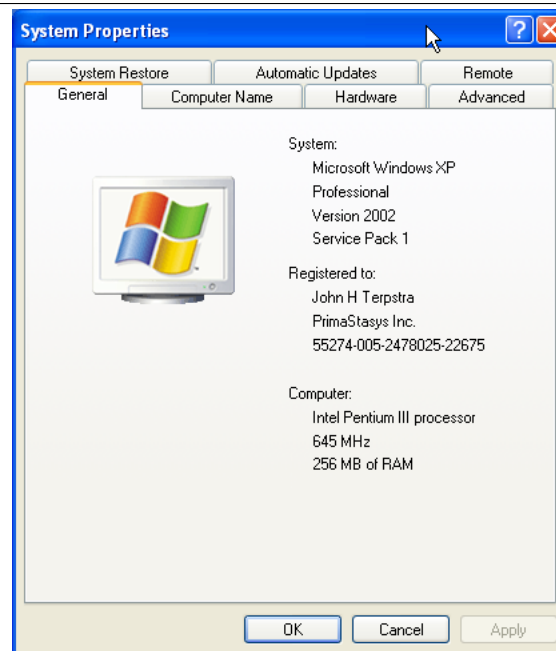 System Properties
System Restore Automatic Updates Remote
General Computer Name Hardware Advanced
System:
Microsoft Windows XP
Professional
Version 2002
Service Pack 1
Registered to:
John H Terpstra
PrimaStasys Inc.
55274-005-2478025-22675
Computer:
Intel Pentium III processor
645 MHz
256 MB of RAM
OK Cancel Apply